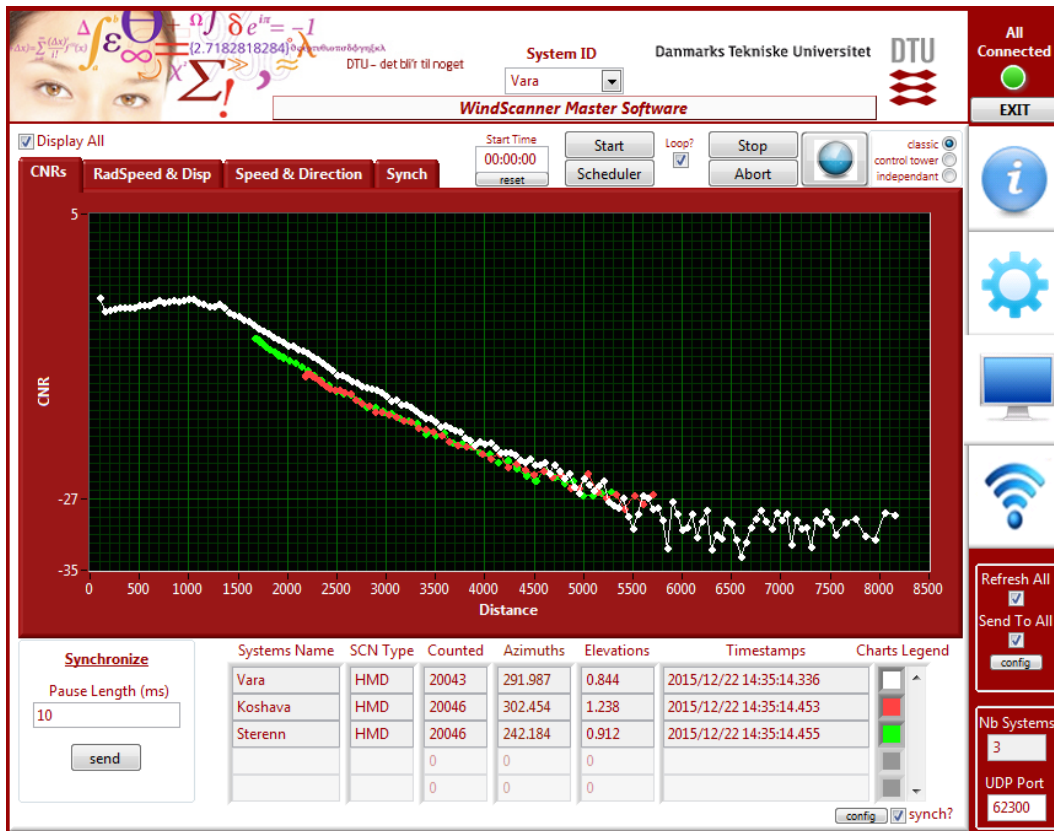 {2.7182818284}
δ e^iπ = -1
DTU – det bli'r til noget
System ID
Vara
Danmarks Tekniske Universitet
DTU
WindScanner Master Software
All
Connected
EXIT
Display All
Start Time
00:00:00
reset
Start
Scheduler
Loop?
Stop
Abort
classic
control tower
independant
CNRs
RadSpeed & Disp
Speed & Direction
Synch
5
-27
-35
CNR
0 500 1000 1500 2000 2500 3000 3500 4000 4500 5000 5500 6000 6500 7000 7500 8000 8500
Distance
Synchronize
Pause Length (ms)
10
send
Systems Name SCN Type Counted Azimuths Elevations Timestamps Charts Legend
Vara HMD 20043 291.987 0.844 2015/12/22 14:35:14.336
Koshava HMD 20046 302.454 1.238 2015/12/22 14:35:14.453
Sterenn HMD 20046 242.184 0.912 2015/12/22 14:35:14.455
0 0 0
0 0 0
config synch?
i
Refresh All
Send To All
config
Nb Systems
3
UDP Port
62300